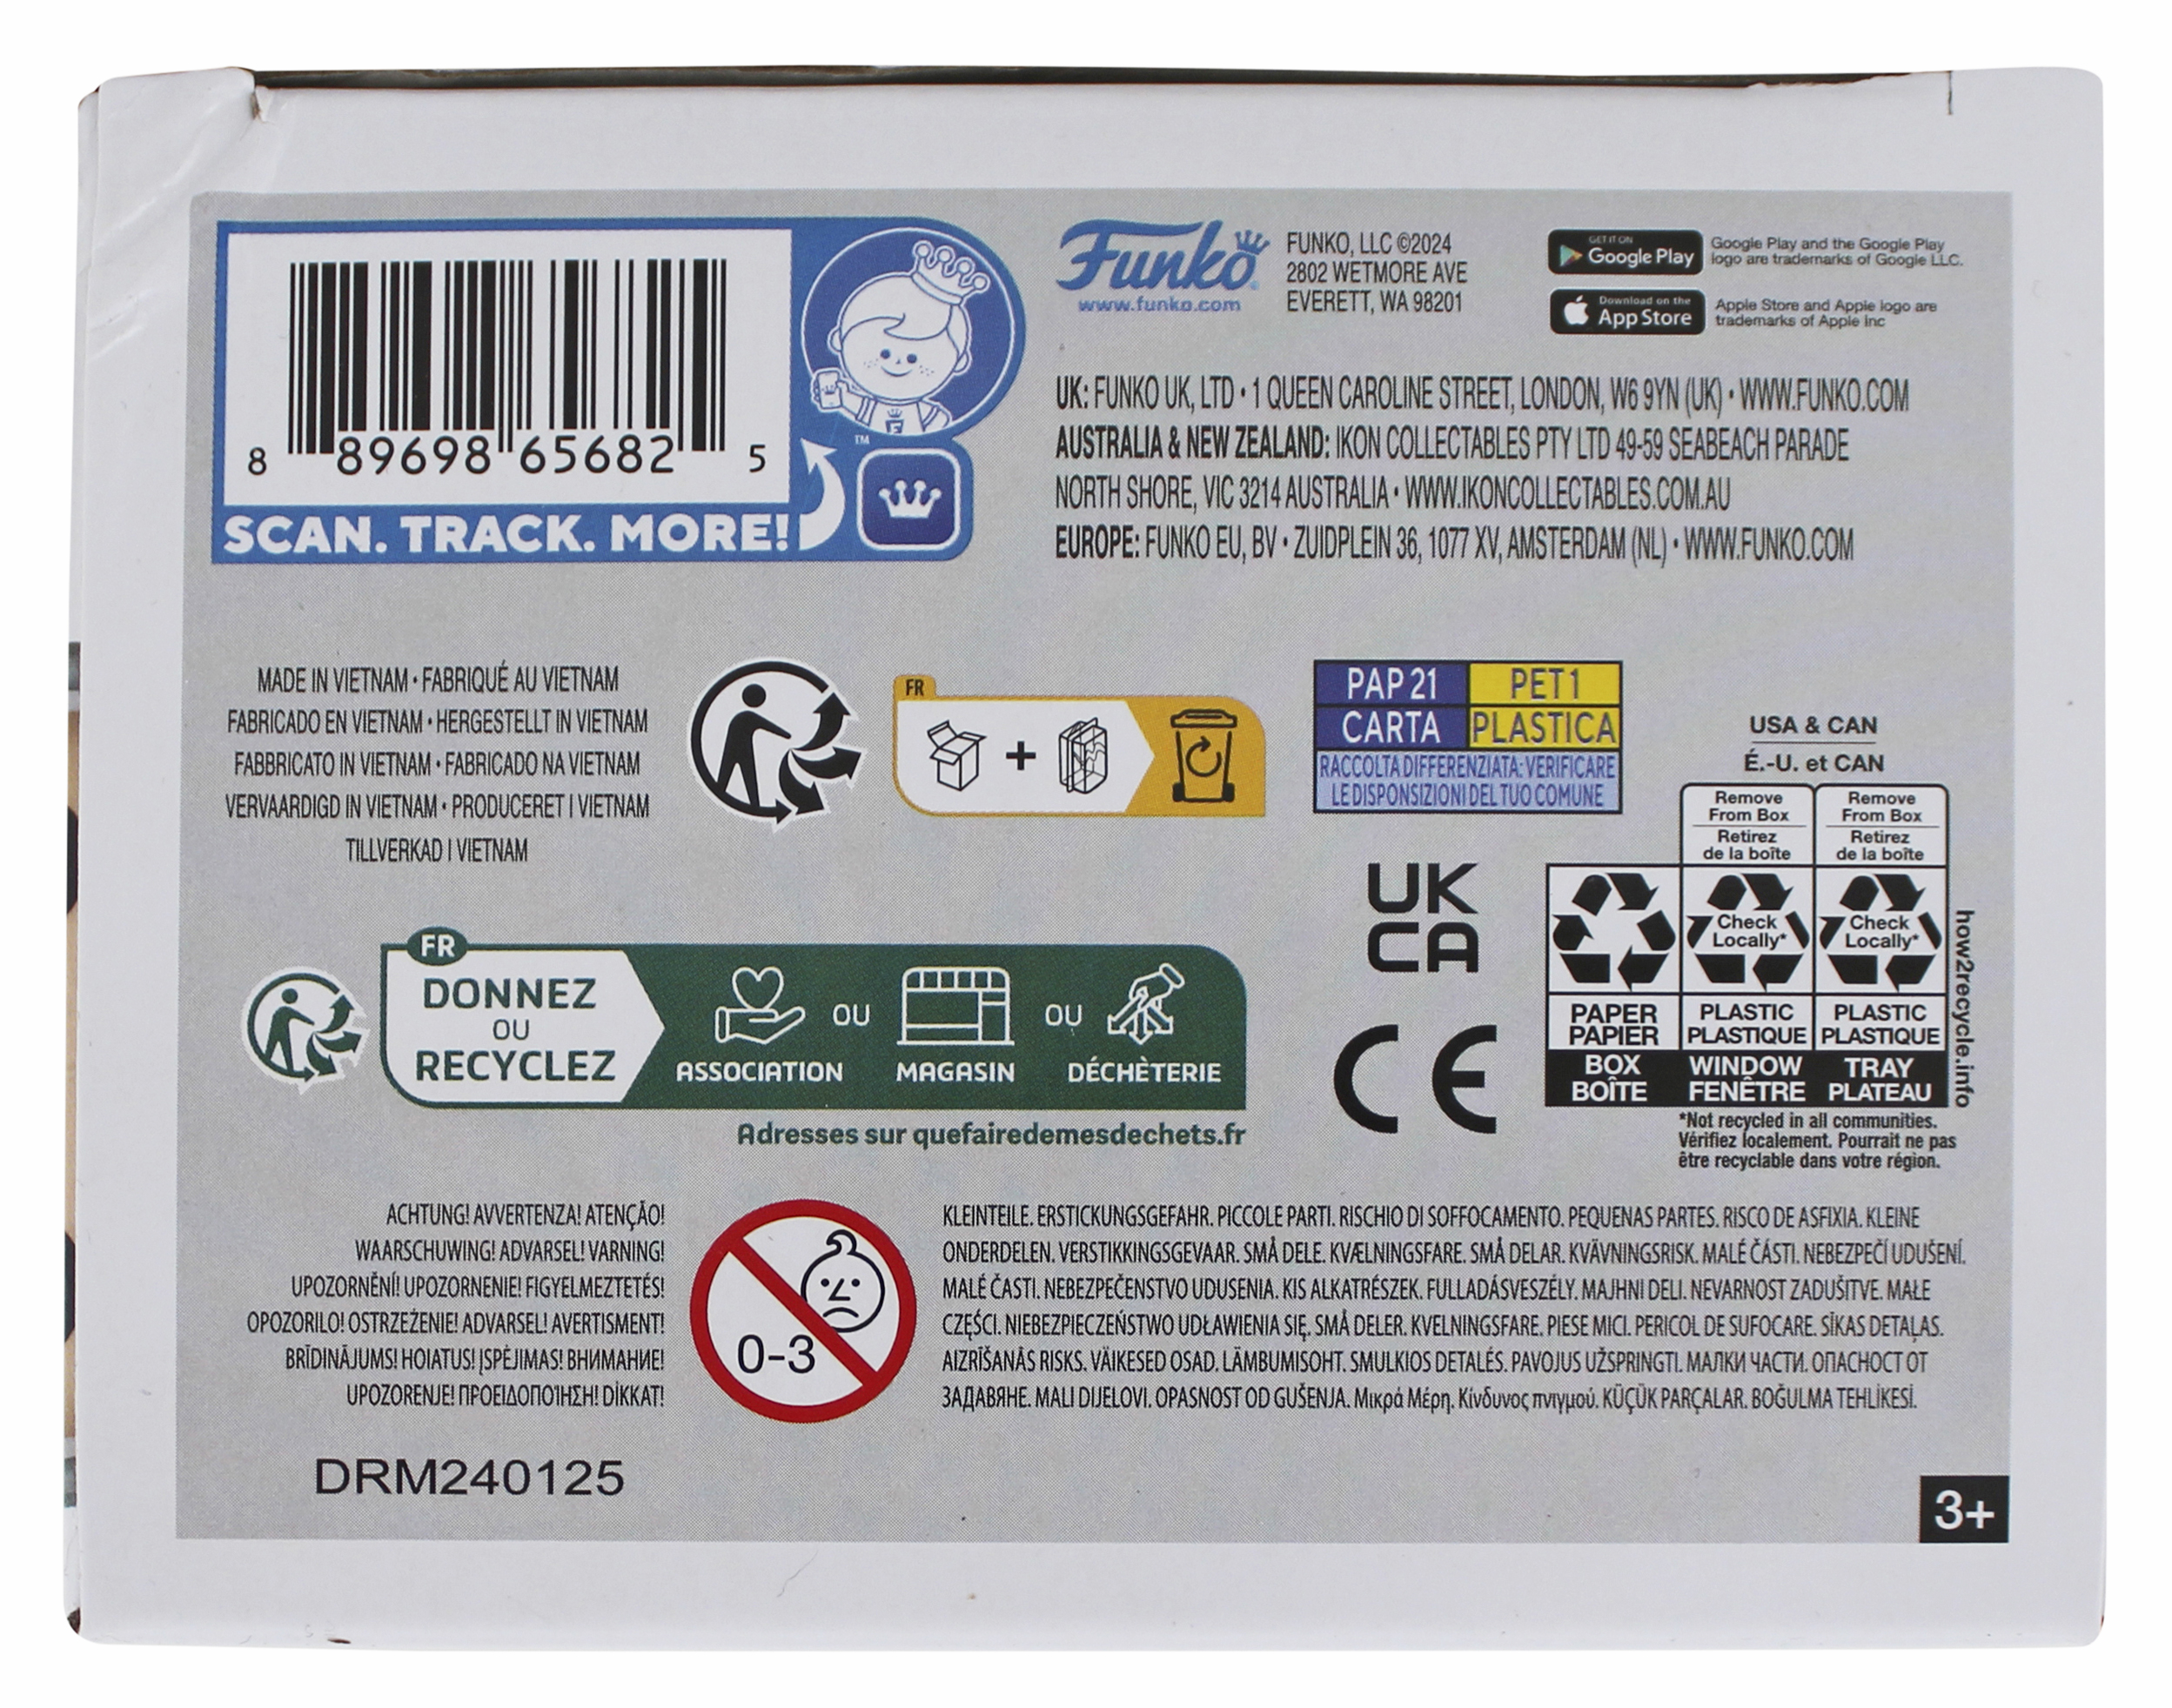 8 89698 65682 5
SCAN. TRACK. MORE!
TM
Funko
www.funko.com
FUNKO, LLC ©2024
2802 WETMORE AVE
EVERETT, WA 98201
GET IT ON
Google Play
Google Play and the Google Play
logo are trademarks of Google LLC.
Download on the
App Store
Apple Store and Apple logo are
trademarks of Apple Inc
UK: FUNKO UK, LTD • 1 QUEEN CAROLINE STREET, LONDON, W6 9YN (UK) • WWW.FUNKO.COM
AUSTRALIA & NEW ZEALAND: IKON COLLECTABLES PTY LTD 49-59 SEABEACH PARADE
NORTH SHORE, VIC 3214 AUSTRALIA • WWW.IKONCOLLECTABLES.COM.AU
EUROPE: FUNKO EU, BV • ZUIDPLEIN 36, 1077 XV, AMSTERDAM (NL) • WWW.FUNKO.COM
MADE IN VIETNAM • FABRIQUÉ AU VIETNAM
FABRICADO EN VIETNAM • HERGESTELLT IN VIETNAM
FABBRICATO IN VIETNAM • FABRICADO NA VIETNAM
VERVAARDIGD IN VIETNAM • PRODUCERET I VIETNAM
TILLVERKAD I VIETNAM
FR
+
PAP 21 PET 1
CARTA PLASTICA
RACCOLTA DIFFERENZIATA: VERIFICARE
LE DISPONSIZIONI DEL TUO COMUNE
USA & CAN
É.-U. et CAN
Remove
From Box
Retirez
de la boîte
Remove
From Box
Retirez
de la boîte
Check
Locally*
Check
Locally*
PAPER
PAPIER
PLASTIC
PLASTIQUE
PLASTIC
PLASTIQUE
BOX
BOÎTE
WINDOW
FENÊTRE
TRAY
PLATEAU
how2recycle.info
*Not recycled in all communities.
Vérifiez localement. Pourrait ne pas
être recyclable dans votre région.
UK
CA
CE
FR
DONNEZ
OU
RECYCLEZ
ASSOCIATION
OU
MAGASIN
OU
DÉCHÈTERIE
Adresses sur quefairedemesdechets.fr
ACHTUNG! AVVERTENZA! ATENÇÃO!
WAARSCHUWING! ADVARSEL! VARNING!
UPOZORNĚNÍ! UPOZORNENIE! FIGYELMEZTETÉS!
OPOZORILO! OSTRZEŻENIE! ADVARSEL! AVERTISMENT!
BRĪDINĀJUMS! HOIATUS! ĮSPĖJIMAS! ВНИМАНИЕ!
UPOZORENJE! ΠΡΟΕΙΔΟΠΟΊΗΣΗ! DİKKAT!
0-3
KLEINTEILE. ERSTICKUNGSGEFAHR. PICCOLE PARTI. RISCHIO DI SOFFOCAMENTO. PEQUENAS PARTES. RISCO DE ASFIXIA. KLEINE
ONDERDELEN. VERSTIKKINGSGEVAAR. SMÅ DELE. KVÆLNINGSFARE. SMÅ DELAR. KVÄVNINGSRISK. MALÉ ČÁSTI. NEBEZPEČÍ UDUŠENÍ.
MALÉ ČASTI. NEBEZPEČENSTVO UDUSENIA. KIS ALKATRÉSZEK. FULLADÁSVESZÉLY. MAJHNI DELI. NEVARNOST ZADUŠITVE. MAŁE
CZĘŚCI. NIEBEZPIECZEŃSTWO UDŁAWIENIA SIĘ. SMÅ DELER. KVELNINGSFARE. PIESE MICI. PERICOL DE SUFOCARE. SĪKAS DETAĻAS.
AIZRĪŠANĀS RISKS. VÄIKESED OSAD. LÄMBUMISOHT. SMULKIOS DETALĖS. PAVOJUS UŽSPRINGTI. МАЛКИ ЧАСТИ. ОПАСНОСТ ОТ
ЗАДАВЯНЕ. MALI DIJELOVI. OPASNOST OD GUŠENJA. Μικρά Μέρη. Κίνδυνος πνιγμού. KÜÇÜK PARÇALAR. BOĞULMA TEHLİKESİ.
DRM240125
3+